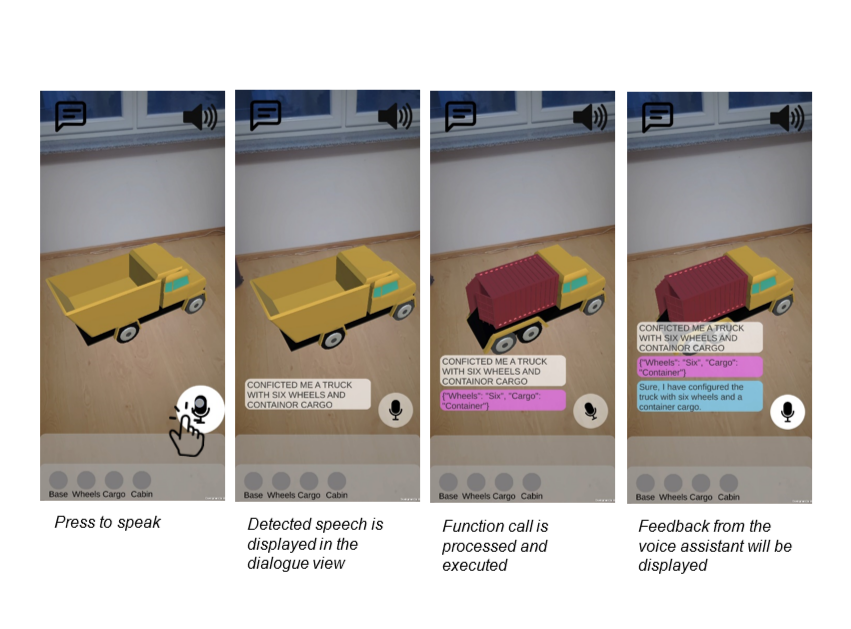 CONFICTED ME A TRUCK
WITH SIX WHEELS AND
CONTAINOR CARGO
CONFICTED ME A TRUCK
WITH SIX WHEELS AND
CONTAINOR CARGO
{"Wheels": "Six", "Cargo":
"Container"}
CONFICTED ME A TRUCK
WITH SIX WHEELS AND
CONTAINOR CARGO
{"Wheels": "Six", "Cargo":
"Container"}
Sure, I have configured the
truck with six wheels and a
container cargo.
Base Wheels Cargo Cabin
Base Wheels Cargo Cabin
Base Wheels Cargo Cabin
Base Wheels Cargo Cabin
Press to speak
Detected speech is
displayed in the
dialogue view
Function call is
processed and
executed
Feedback from the
voice assistant will be
displayed